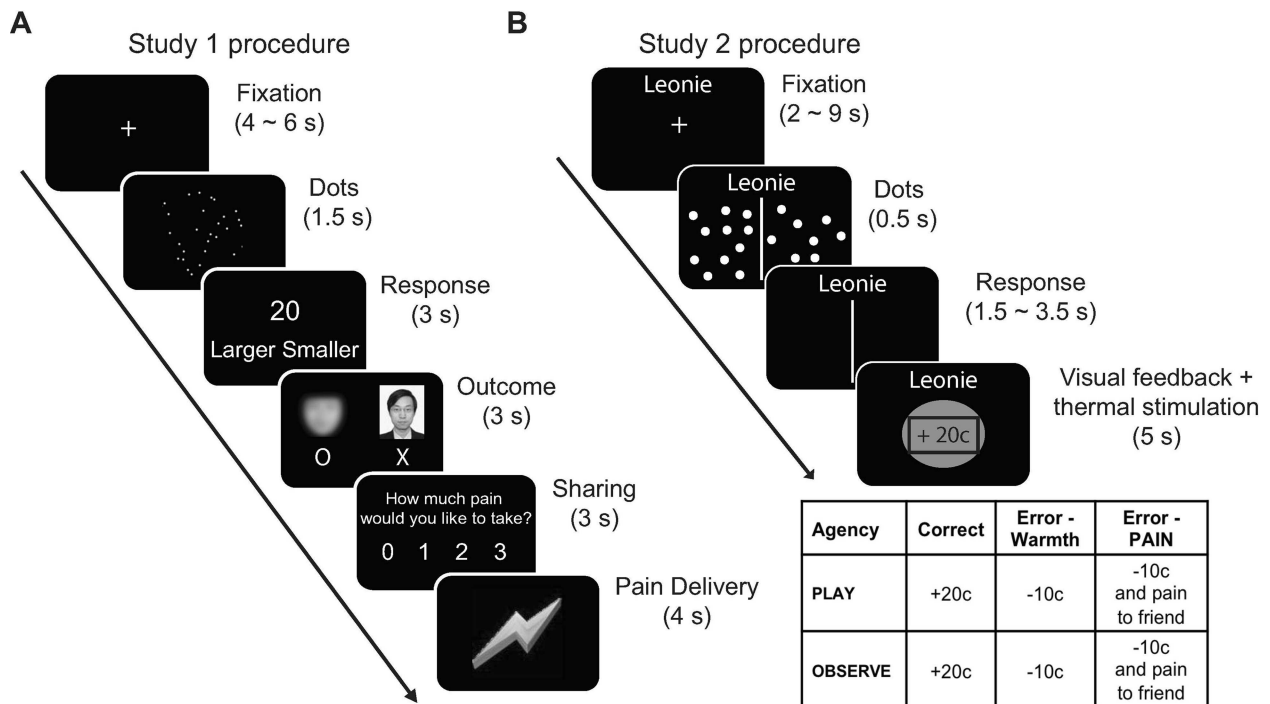 A
Study 1 procedure
+
Fixation
(4 ~ 6 s)
Dots
(1.5 s)
20
Larger Smaller
Response
(3 s)
O X
Outcome
(3 s)
How much pain
would you like to take?
0 1 2 3
Sharing
(3 s)
Pain Delivery
(4 s)
B
Study 2 procedure
Leonie
+
Fixation
(2 ~ 9 s)
Leonie
Dots
(0.5 s)
Leonie
Response
(1.5 ~ 3.5 s)
Leonie
+ 20c
Visual feedback +
thermal stimulation
(5 s)
Agency Correct Error - Warmth Error - PAIN
PLAY +20c -10c -10c and pain to friend
OBSERVE +20c -10c -10c and pain to friend